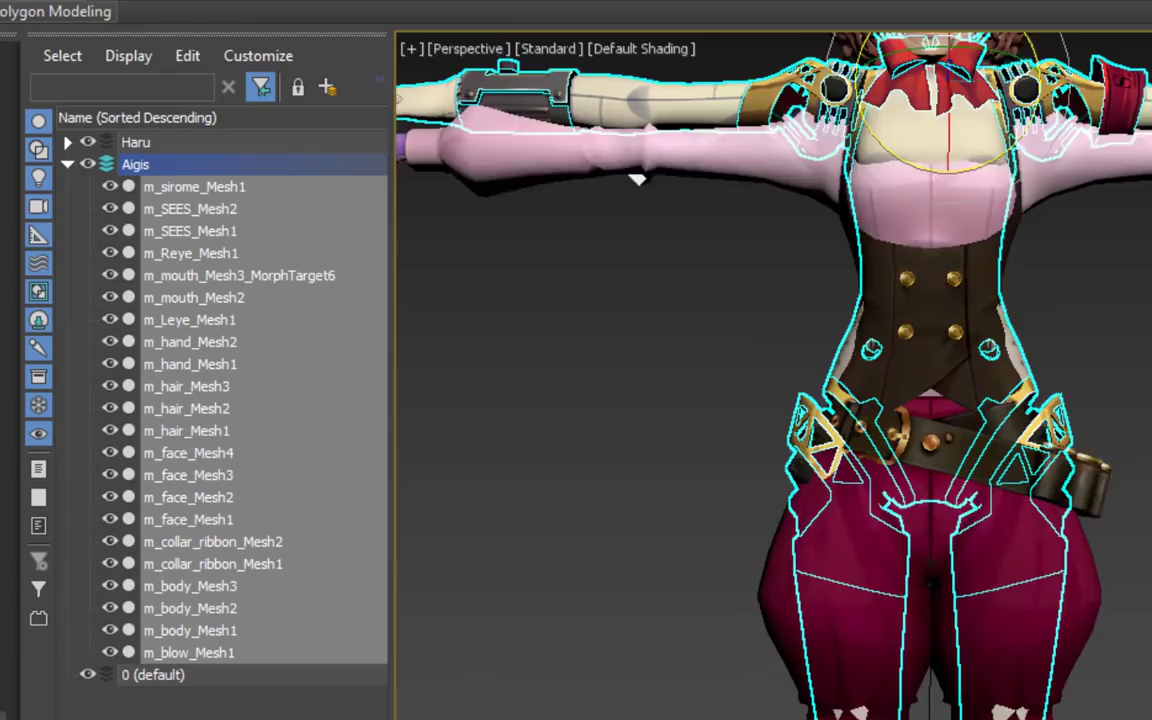 olygon Modeling
Select Display Edit Customize
[+] [Perspective] [Standard] [Default Shading]
Name (Sorted Descending)
Haru
Aigis
m_sirome_Mesh1
m_SEES_Mesh2
m_SEES_Mesh1
m_Reye_Mesh1
m_mouth_Mesh3_MorphTarget6
m_mouth_Mesh2
m_Leye_Mesh1
m_hand_Mesh2
m_hand_Mesh1
m_hair_Mesh3
m_hair_Mesh2
m_hair_Mesh1
m_face_Mesh4
m_face_Mesh3
m_face_Mesh2
m_face_Mesh1
m_collar_ribbon_Mesh2
m_collar_ribbon_Mesh1
m_body_Mesh3
m_body_Mesh2
m_body_Mesh1
m_blow_Mesh1
0 (default)